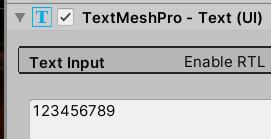 TextMeshPro - Text (UI)
Text Input Enable RTL
123456789